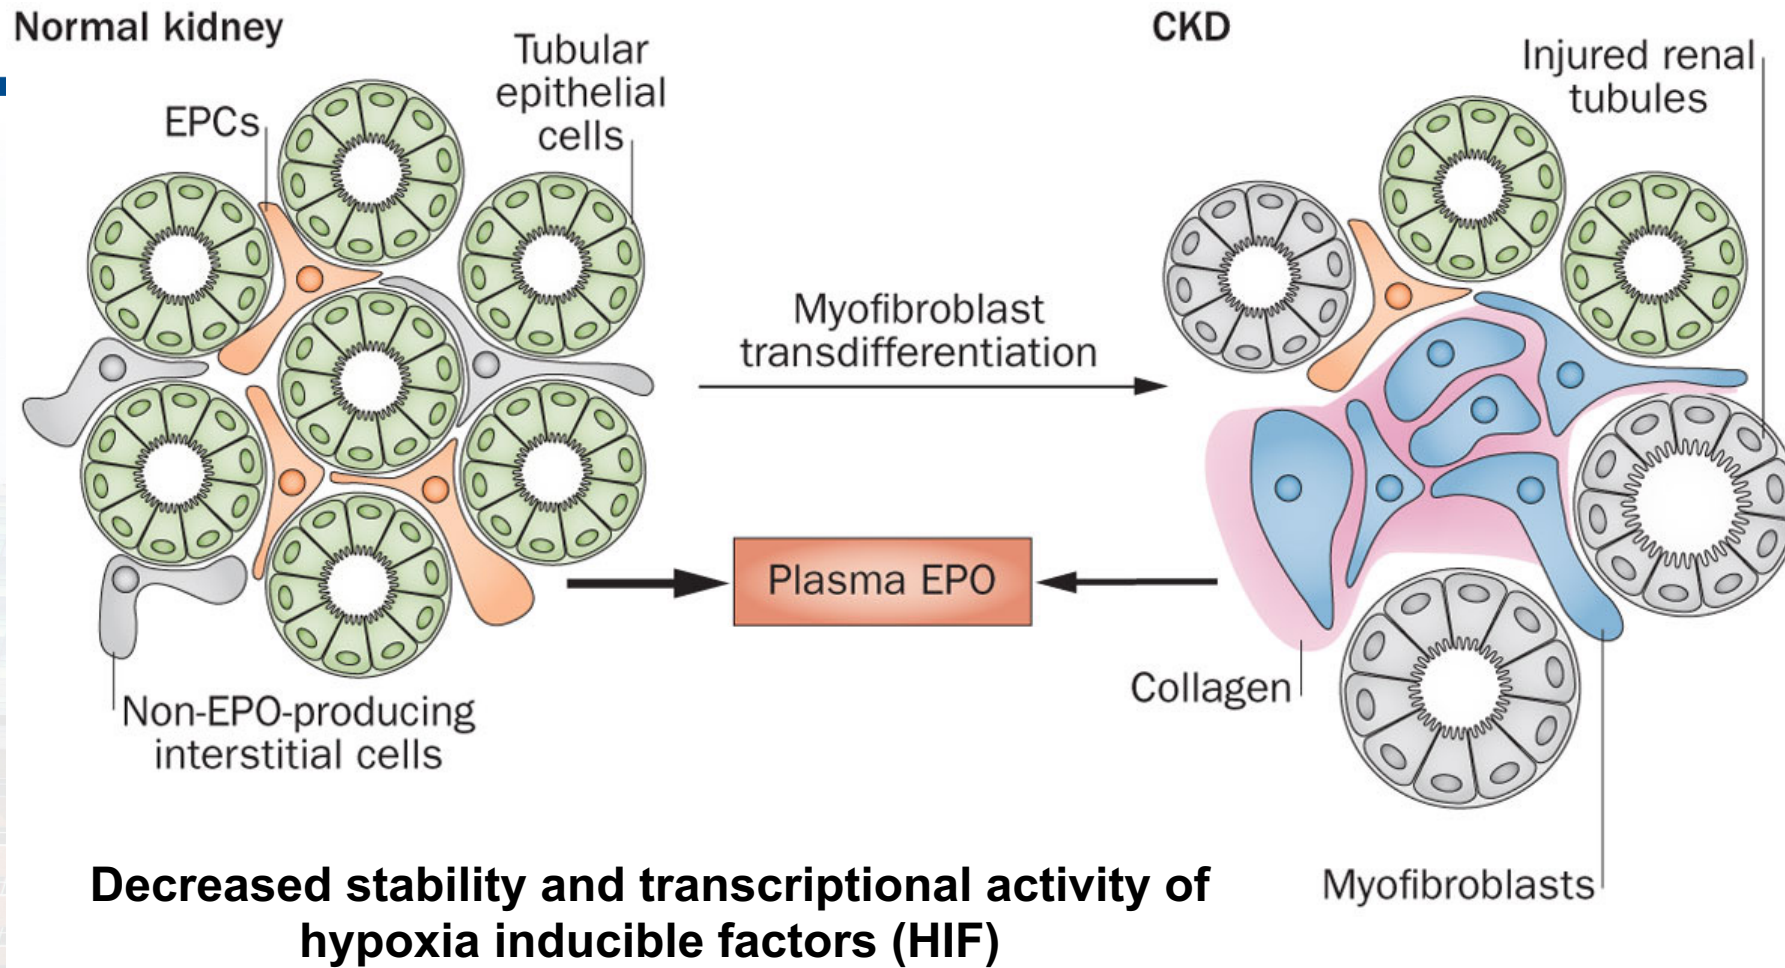 Normal kidney
EPCs
Tubular
epithelial
cells
Non-EPO-producing
interstitial cells
Myofibroblast
transdifferentiation
Plasma EPO
CKD
Injured renal
tubules
Collagen
Myofibroblasts
Decreased stability and transcriptional activity of
hypoxia inducible factors (HIF)